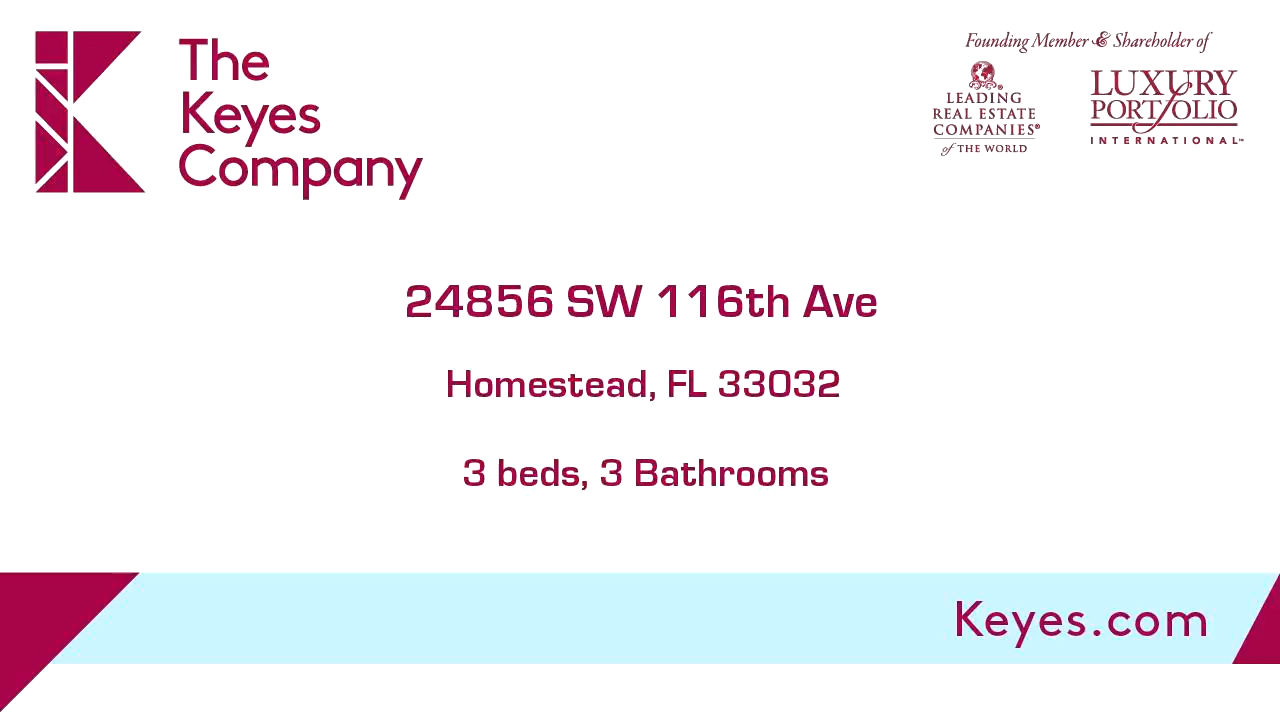 The
Keyes
Company
Founding Member & Shareholder of
LEADING
REAL ESTATE
COMPANIES®
of THE WORLD
LUXURY
PORTFOLIO
INTERNATIONAL™
24856 SW 116th Ave
Homestead, FL 33032
3 beds, 3 Bathrooms
Keyes.com